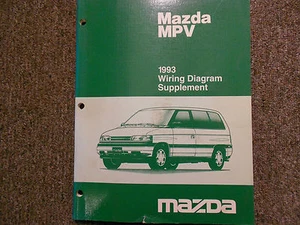 Mazda
MPV
1993
Wiring Diagram
Supplement
mazda